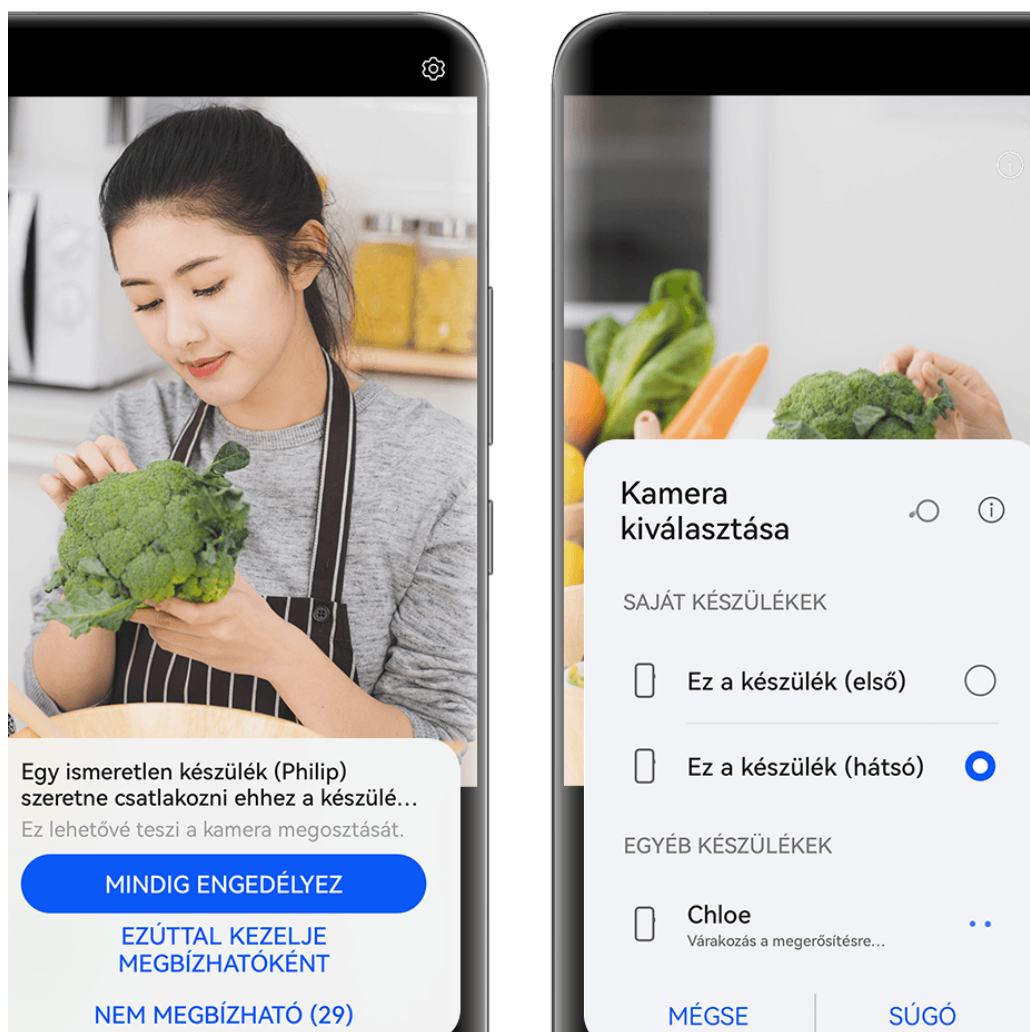 Egy ismeretlen készülék (Philip)
szeretne csatlakozni ehhez a készülé...
Ez lehetővé teszi a kamera megosztását.
MINDIG ENGEDÉLYEZ
EZÚTTAL KEZELJE
MEGBÍZHATÓKÉNT
NEM MEGBÍZHATÓ (29)
Kamera
kiválasztása
SAJÁT KÉSZÜLÉKEK
Ez a készülék (első)
Ez a készülék (hátsó)
EGYÉB KÉSZÜLÉKEK
Chloe
Várakozás a megerősítésre...
MÉGSE
SÚGÓ